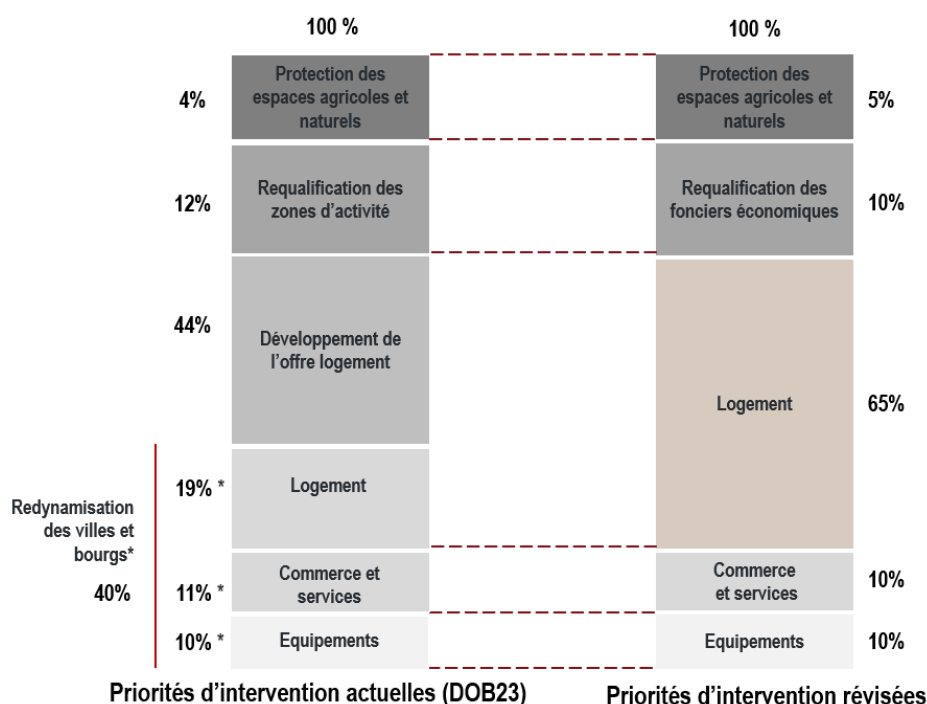 100 %
100 %
4%
Protection des
espaces agricoles et
naturels
Protection des
espaces agricoles et
naturels
5%
12%
Requalification des
zones d'activité
Requalification des
fonciers économiques
10%
44%
Développement de
l'offre logement
Logement
65%
Redynamisation
des villes et
bourgs*
40%
19% *
Logement
11% *
Commerce et
services
Commerce
et services
10%
10% *
Equipements
Equipements
10%
Priorités d'intervention actuelles (DOB23)
Priorités d'intervention révisées